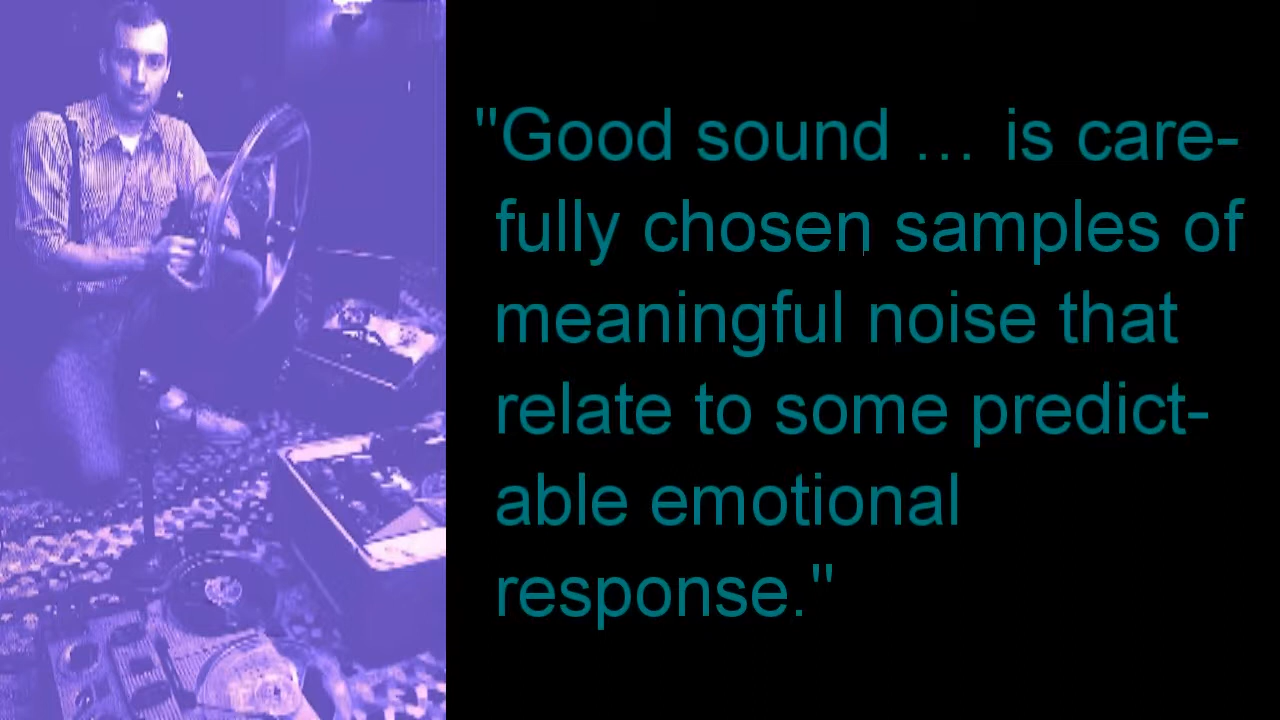 "Good sound … is care-
fully chosen samples of
meaningful noise that
relate to some predict-
able emotional
response."